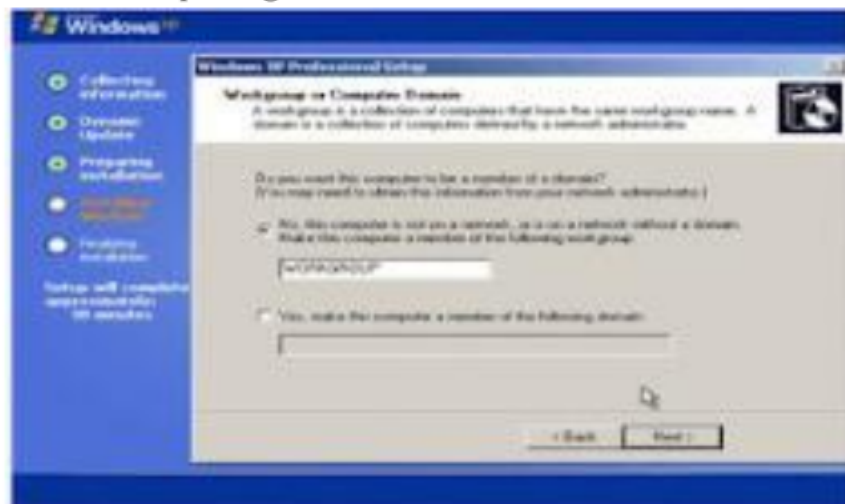 Windows xp
Collecting
information
Dynamic
Update
Preparing
installation
Installing
Windows
Finalizing
installation
Setup will complete
approximately:
minutes
Windows XP Professional Setup
Workgroup or Computer Domain
A workgroup is a collection of computers that have the same workgroup name. A
domain is a collection of computers defined by a network administrator.
Do you want this computer to be a member of a domain?
(You may need to obtain this information from your network administrator.)
No, this computer is not on a network, or is on a network without a domain.
Make this computer a member of the following workgroup:
WORKGROUP
Yes, make this computer a member of the following domain:
< Back
Next >